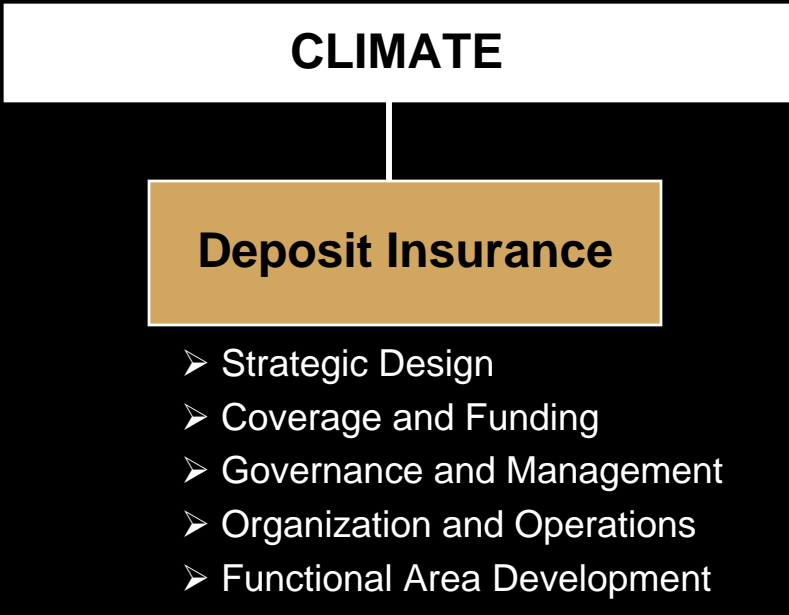 CLIMATE
Deposit Insurance
➢ Strategic Design
➢ Coverage and Funding
➢ Governance and Management
➢ Organization and Operations
➢ Functional Area Development